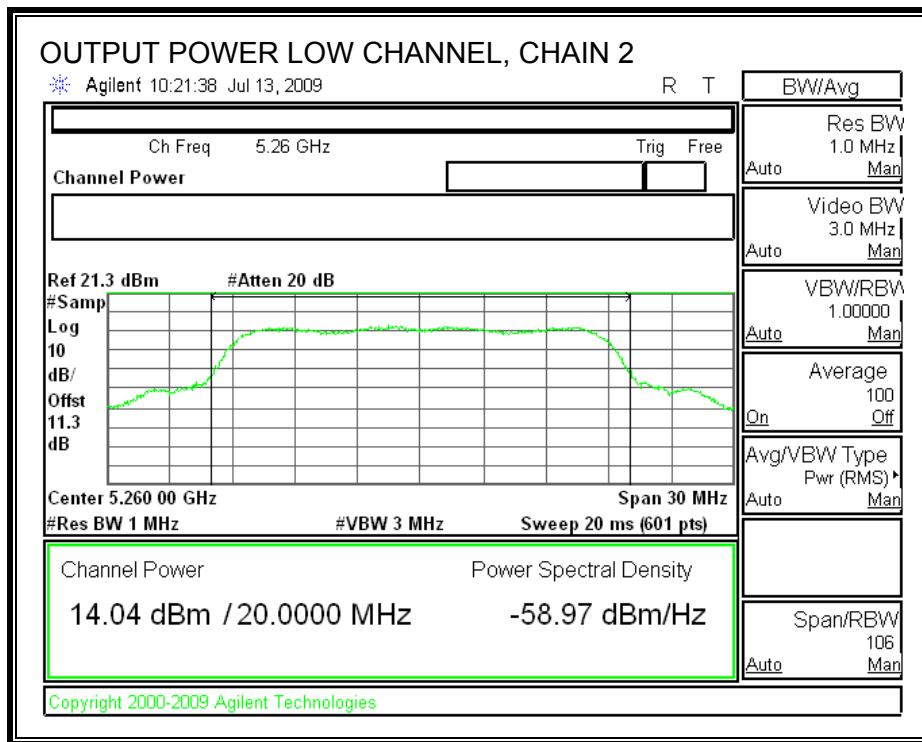 OUTPUT POWER LOW CHANNEL, CHAIN 2
Agilent 10:21:38 Jul 13, 2009 R T
BW/Avg
Ch Freq 5.26 GHz Trig Free
Channel Power
Res BW
1.0 MHz
Auto Man
Video BW
3.0 MHz
Auto Man
Ref 21.3 dBm #Atten 20 dB
#Samp
Log
10
dB/
Offst
11.3
dB
VBW/RBW
1.00000
Auto Man
Average
100
On Off
Avg/VBW Type
Pwr (RMS)
Auto Man
Center 5.260 00 GHz Span 30 MHz
#Res BW 1 MHz #VBW 3 MHz Sweep 20 ms (601 pts)
Channel Power Power Spectral Density
14.04 dBm / 20.0000 MHz -58.97 dBm/Hz
Span/RBW
106
Auto Man
Copyright 2000-2009 Agilent Technologies